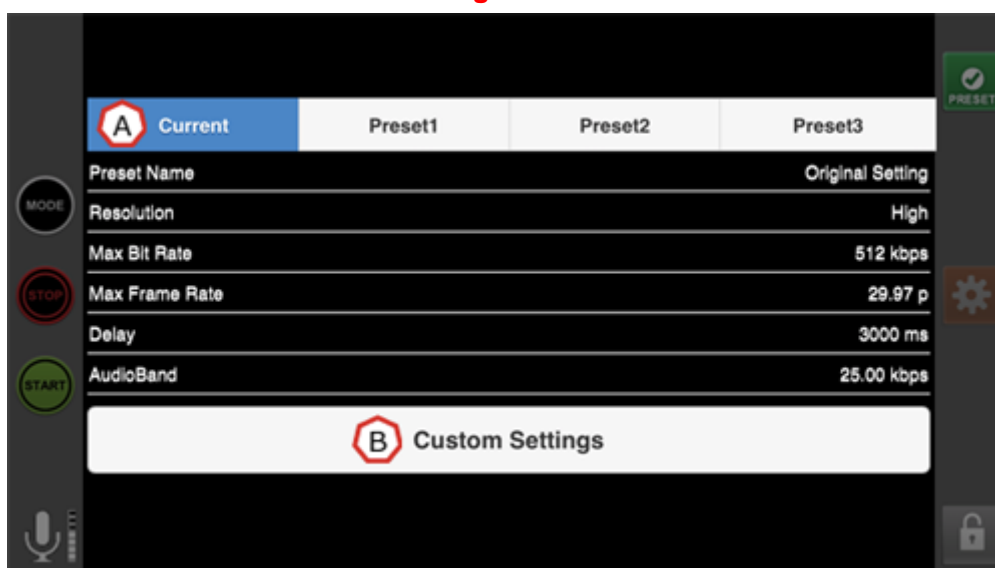 PRESET
A Current Preset1 Preset2 Preset3
Preset Name Original Setting
MODE
Resolution High
Max Bit Rate 512 kbps
STOP
Max Frame Rate 29.97 p
Delay 3000 ms
START
AudioBand 25.00 kbps
B Custom Settings